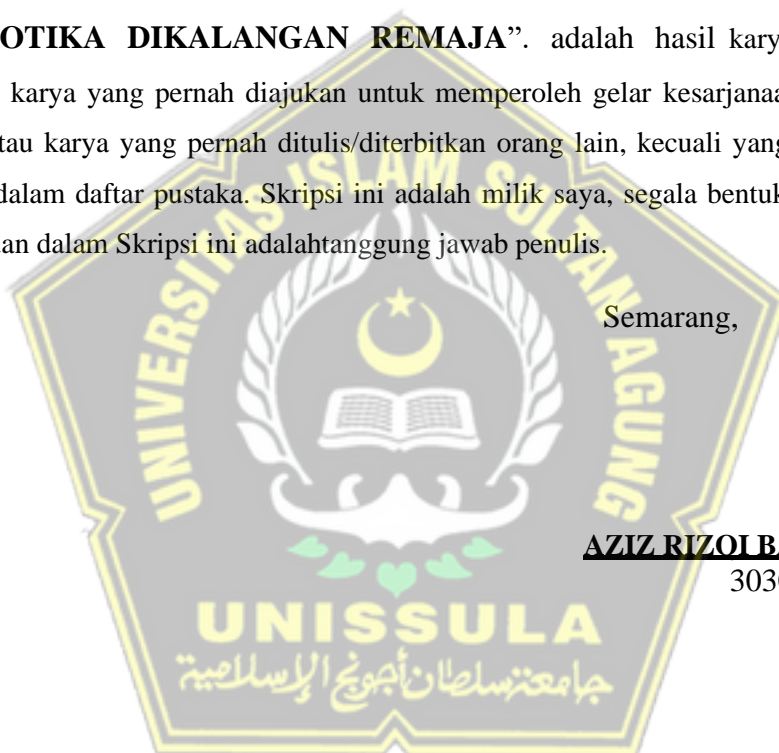 OTIKA DIKALANGAN REMAJA”. adalah hasil kary
karya yang pernah diajukan untuk memperoleh gelar kesarjanaa
tau karya yang pernah ditulis/diterbitkan orang lain, kecuali yang
dalam daftar pustaka. Skripsi ini adalah milik saya, segala bentuk
an dalam Skripsi ini adalahtanggung jawab penulis.
Semarang,
AZIZ RIZOI B
303
UNIVERSITAS ISLAM SULTAN AGUNG
UNISSULA
جامعتنسلطان أجونج الإسلامية